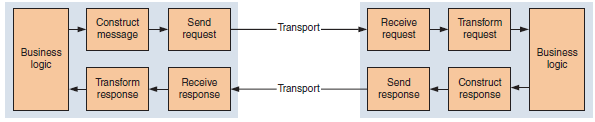 Business
logic
Construct
message
Send
request
Transport
Receive
request
Transform
request
Business
logic
Transform
response
Receive
response
Transport
Send
response
Construct
response